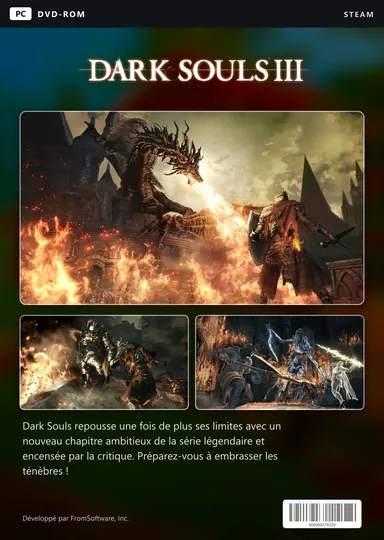 PC DVD-ROM STEAM
DARK SOULS III
Dark Souls repousse une fois de plus ses limites avec un
nouveau chapitre ambitieux de la série légendaire et
encensée par la critique. Préparez-vous à embrasser les
ténèbres !
Développé par FromSoftware, Inc.
000000374320